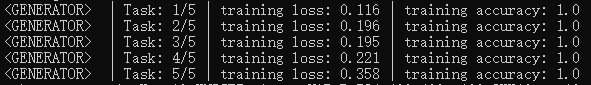 <GENERATOR> | Task: 1/5 | training loss: 0.116 | training accuracy: 1.0
<GENERATOR> | Task: 2/5 | training loss: 0.196 | training accuracy: 1.0
<GENERATOR> | Task: 3/5 | training loss: 0.195 | training accuracy: 1.0
<GENERATOR> | Task: 4/5 | training loss: 0.221 | training accuracy: 1.0
<GENERATOR> | Task: 5/5 | training loss: 0.358 | training accuracy: 1.0